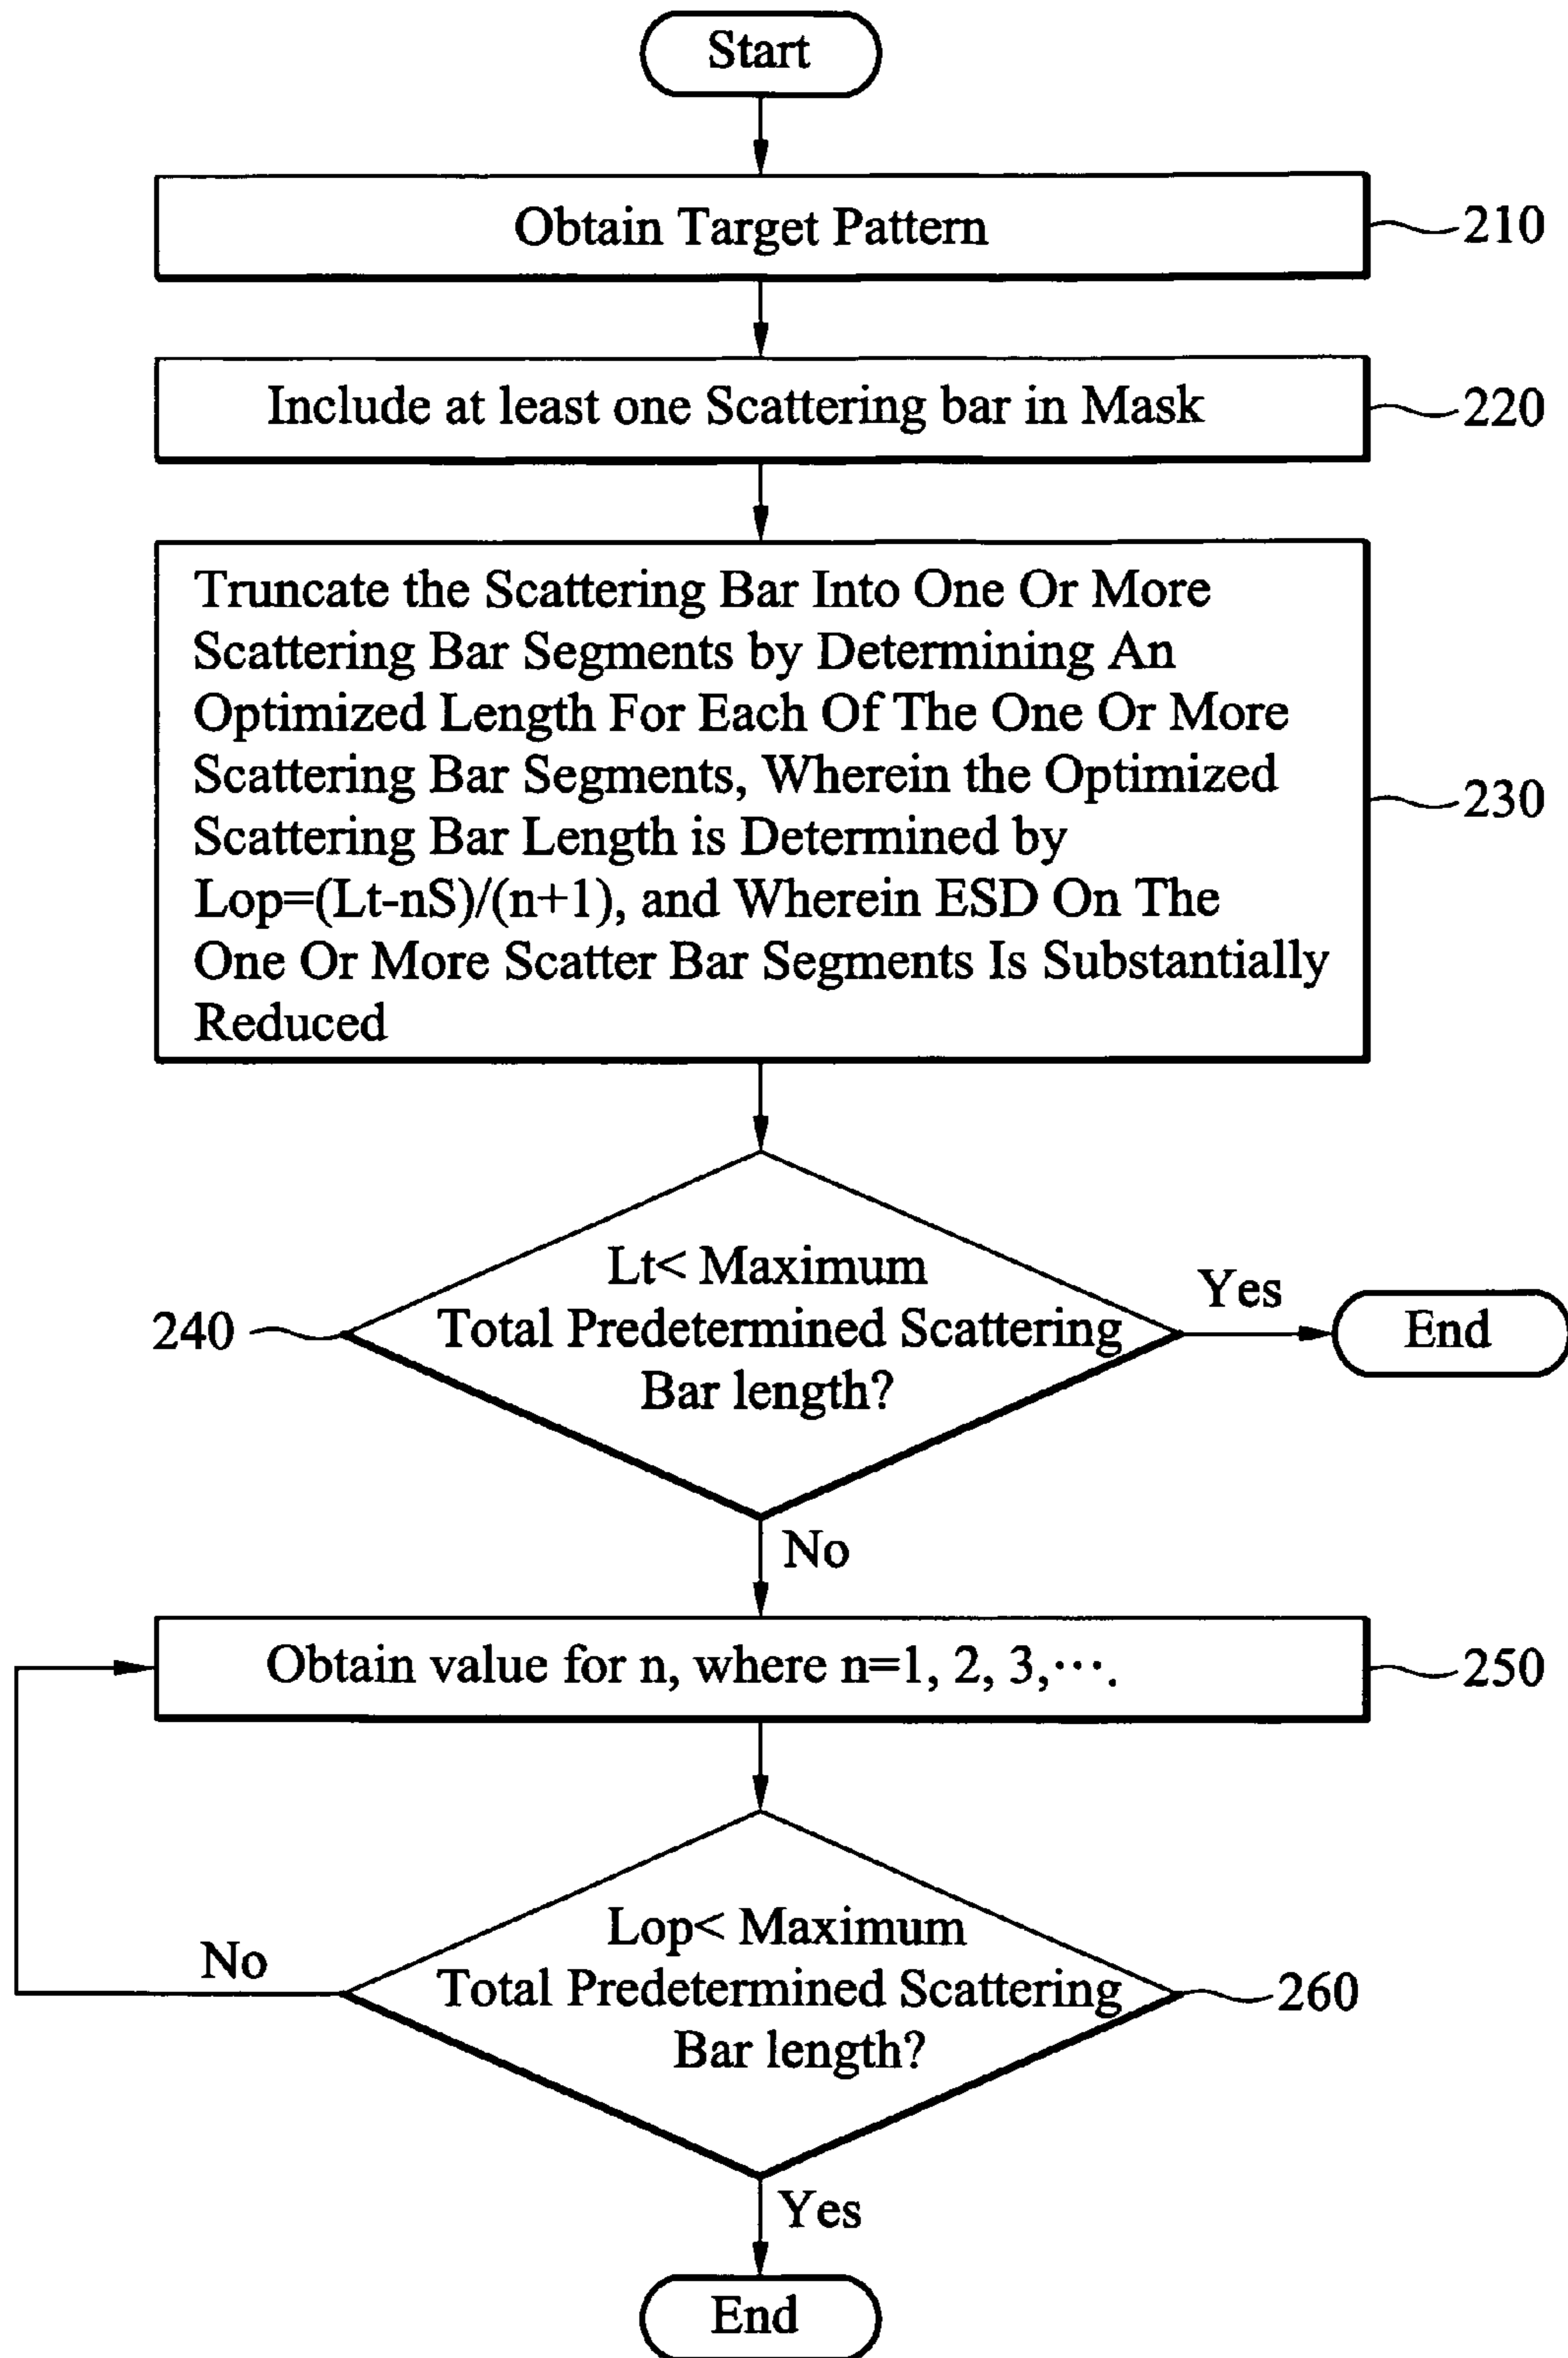 Start
Obtain Target Pattern
210
Include at least one Scattering bar in Mask
220
Truncate the Scattering Bar Into One Or More
Scattering Bar Segments by Determining An
Optimized Length For Each Of The One Or More
Scattering Bar Segments, Wherein the Optimized
Scattering Bar Length is Determined by
Lop=(Lt-nS)/(n+1), and Wherein ESD On The
One Or More Scatter Bar Segments Is Substantially
Reduced
230
Lt< Maximum
Total Predetermined Scattering
Bar length?
240
Yes
End
No
Obtain value for n, where n=1, 2, 3,···.
250
Lop< Maximum
Total Predetermined Scattering
Bar length?
260
No
Yes
End